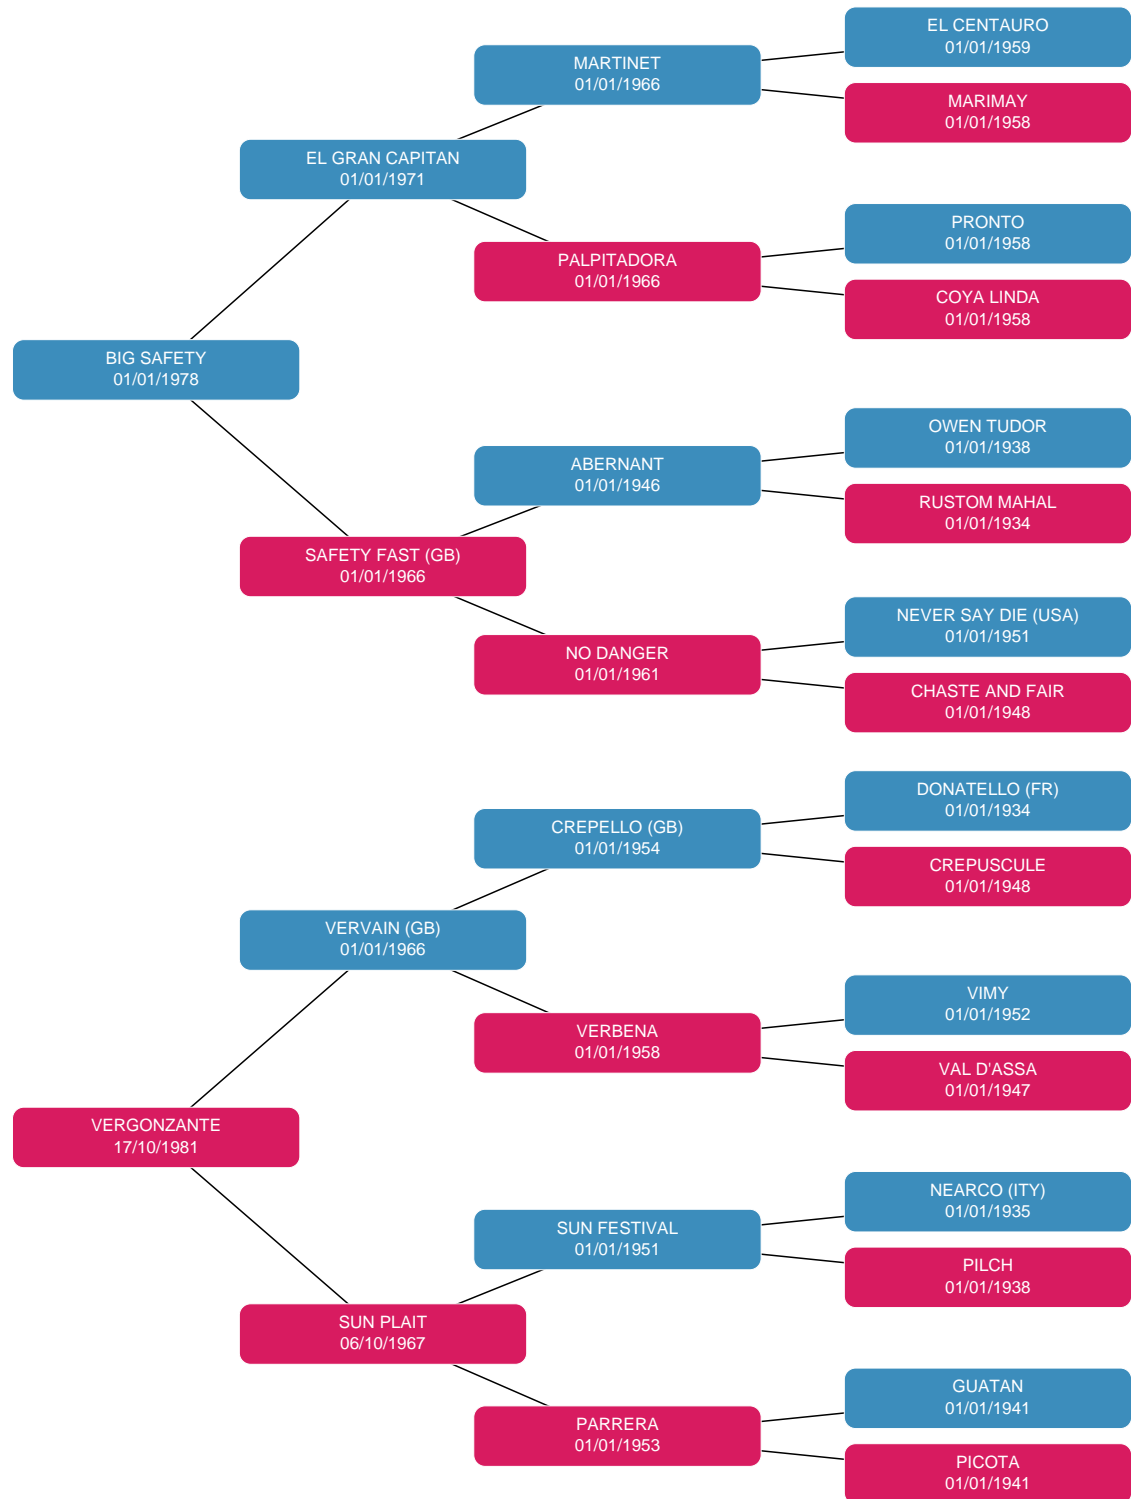 EL CENTAURO
01/01/1959
MARTINET
01/01/1966
MARIMAY
01/01/1958
EL GRAN CAPITAN
01/01/1971
PRONTO
01/01/1958
PALPITADORA
01/01/1966
COYA LINDA
01/01/1958
BIG SAFETY
01/01/1978
OWEN TUDOR
01/01/1938
ABERNANT
01/01/1946
RUSTOM MAHAL
01/01/1934
SAFETY FAST (GB)
01/01/1966
NEVER SAY DIE (USA)
01/01/1951
NO DANGER
01/01/1961
CHASTE AND FAIR
01/01/1948
DONATELLO (FR)
01/01/1934
CREPELLO (GB)
01/01/1954
CREPUSCULE
01/01/1948
VERVAIN (GB)
01/01/1966
VIMY
01/01/1952
VERBENA
01/01/1958
VAL D'ASSA
01/01/1947
VERGONZANTE
17/10/1981
NEARCO (ITY)
01/01/1935
SUN FESTIVAL
01/01/1951
PILCH
01/01/1938
SUN PLAIT
06/10/1967
GUATAN
01/01/1941
PARRERA
01/01/1953
PICOTA
01/01/1941